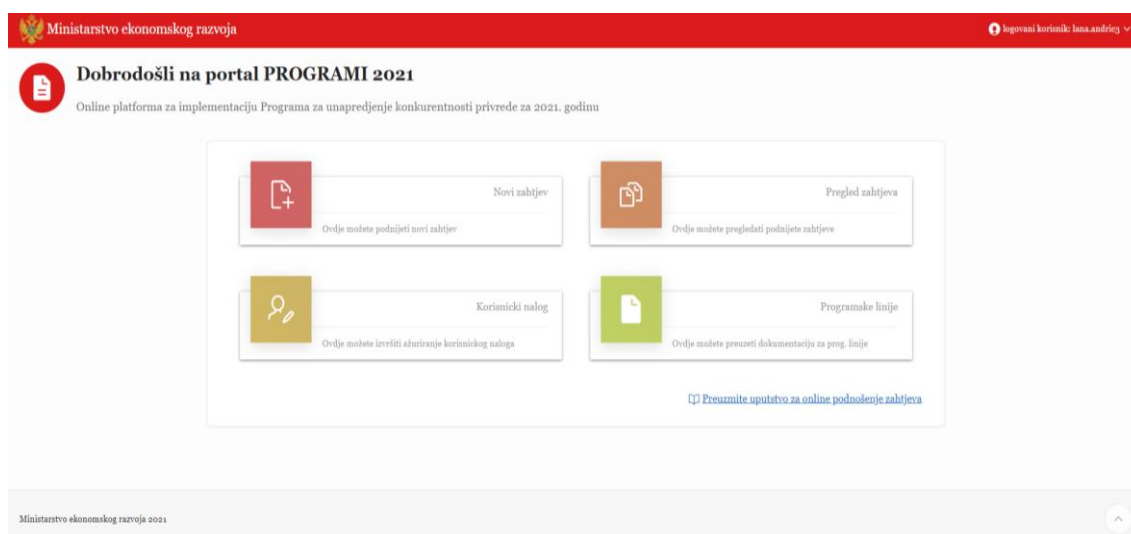 Ministarstvo ekonomskog razvoja
logovani korisnik: lana.andric3
Dobrodošli na portal PROGRAMI 2021
Online platforma za implementaciju Programa za unapredjenje konkurentnosti privrede za 2021. godinu
Novi zahtjev
Ovdje možete podnijeti novi zahtjev
Pregled zahtjeva
Ovdje možete pregledati podnijete zahtjeve
Korisnicki nalog
Ovdje možete izvršiti ažuriranje korisnickog naloga
Programske linije
Ovdje možete preuzeti dokumentaciju za prog. linije
Preuzmite uputstvo za online podnošenje zahtjeva
Ministarstvo ekonomskog razvoja 2021